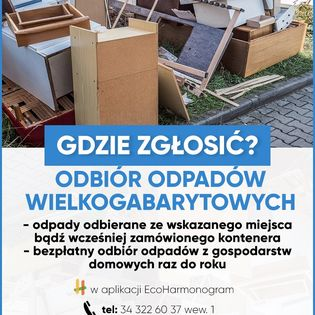 GDZIE ZGŁOSIĆ?
ODBIÓR ODPADÓW
WIELKOGABARYTOWYCH
- odpady odbierane ze wskazanego miejsca
bądź wcześniej zamówionego kontenera
- bezpłatny odbiór odpadów z gospodarstw
domowych raz do roku
w aplikacji EcoHarmonogram
tel: 34 322 60 37 wew. 1